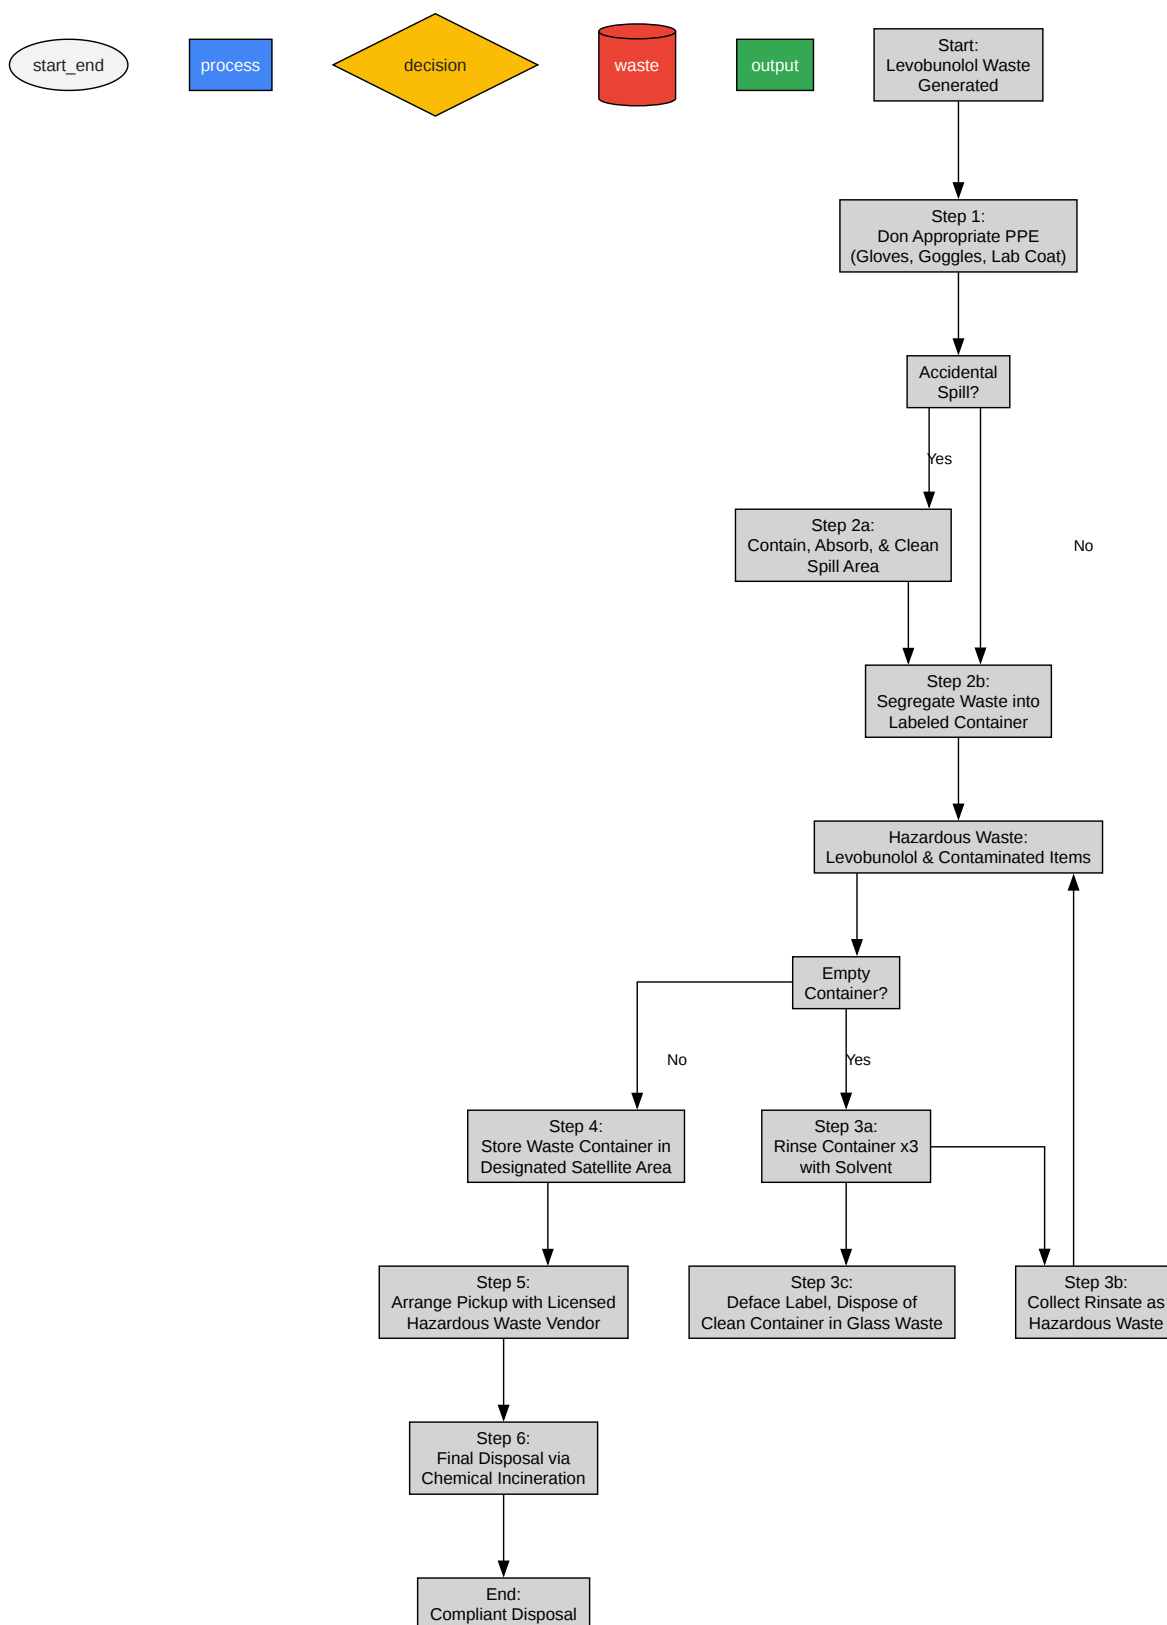 start_end
process
decision
waste
output
Start:
Levobunolol Waste
Generated
Step 1:
Don Appropriate PPE
(Gloves, Goggles, Lab Coat)
Accidental
Spill?
Yes
Step 2a:
Contain, Absorb, & Clean
Spill Area
No
Step 2b:
Segregate Waste into
Labeled Container
Hazardous Waste:
Levobunolol & Contaminated Items
Empty
Container?
No
Yes
Step 4:
Store Waste Container in
Designated Satellite Area
Step 3a:
Rinse Container x3
with Solvent
Step 5:
Arrange Pickup with Licensed
Hazardous Waste Vendor
Step 3c:
Deface Label, Dispose of
Clean Container in Glass Waste
Step 3b:
Collect Rinsate as
Hazardous Waste
Step 6:
Final Disposal via
Chemical Incineration
End:
Compliant Disposal